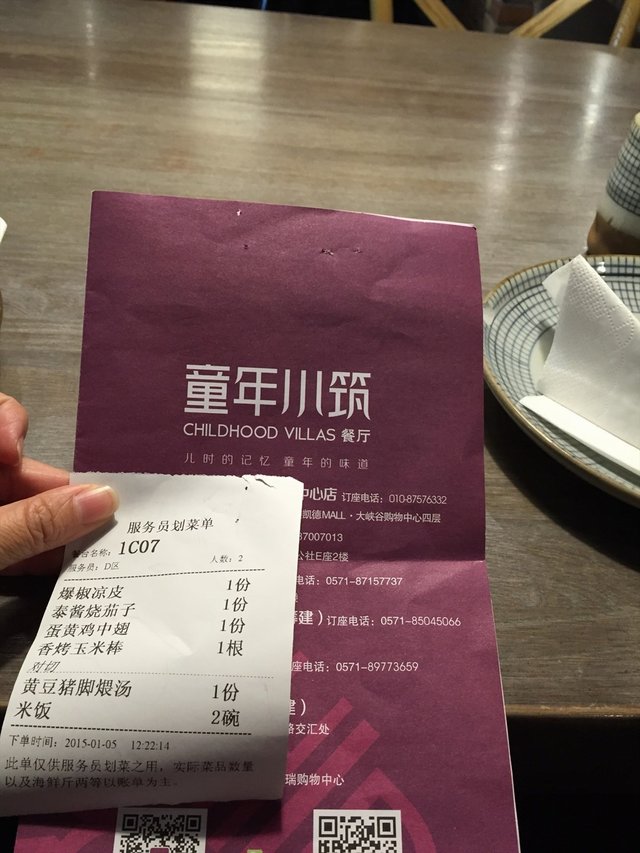 童年小筑
CHILDHOOD VILLAS 餐厅
儿时的记忆 童年的味道
中心店 订座电话：010-87576332
凯德MALL·大峡谷购物中心四层
87007013
公社E座2楼
电话：0571-87157737
建）订座电话：0571-85045066
座电话：0571-89773659
建）
路交汇处
瑞购物中心
服务员划菜单
台名称：1C07
服务员：D区 人数：2
爆椒凉皮 1份
泰酱烧茄子 1份
蛋黄鸡中翅 1份
香烤玉米棒 1根
对切
黄豆猪脚煨汤 1份
米饭 2碗
下单时间：2015-01-05 12:22:14
此单仅供服务员划菜之用，实际菜品数量
以及海鲜斤两等以账单为主。